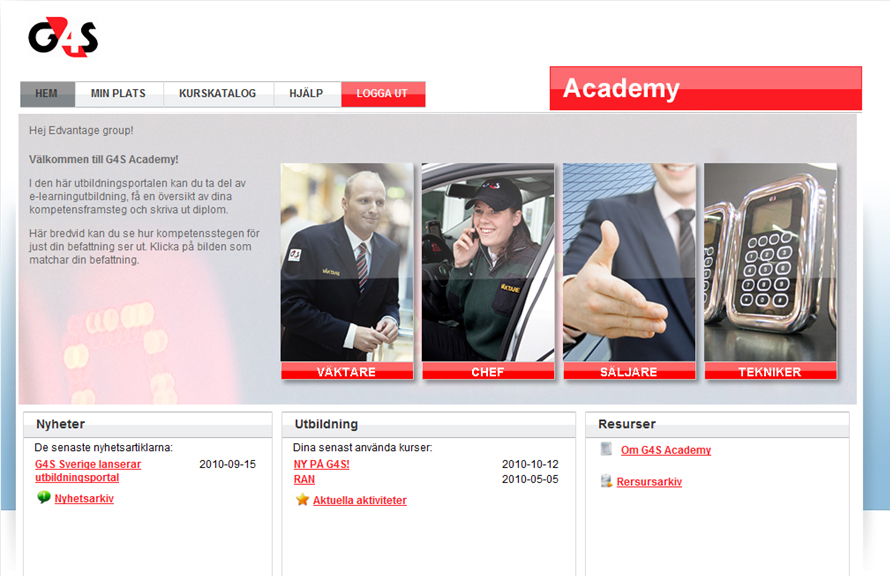 G4S
HEM
MIN PLATS
KURSKATALOG
HJÄLP
LOGGA UT
Academy
Hej Edvantage group!
Välkommen till G4S Academy!
I den här utbildningsportalen kan du ta del av
e-learningutbildning, få en översikt av dina
kompetensframsteg och skriva ut diplom.
Här bredvid kan du se hur kompetensstegen för
just din befattning ser ut. Klicka på bilden som
matchar din befattning.
G4S
VÄKTARE
G4S
VÄKTARE
VÄKTARE
CHEF
SÄLJARE
TEKNIKER
Nyheter
De senaste nyhetsartiklarna:
G4S Sverige lanserar 2010-09-15
utbildningsportal
Nyhetsarkiv
Utbildning
Dina senast använda kurser:
NY PÅ G4S! 2010-10-12
RAN 2010-05-05
Aktuella aktiviteter
Resurser
Om G4S Academy
Rersursarkiv